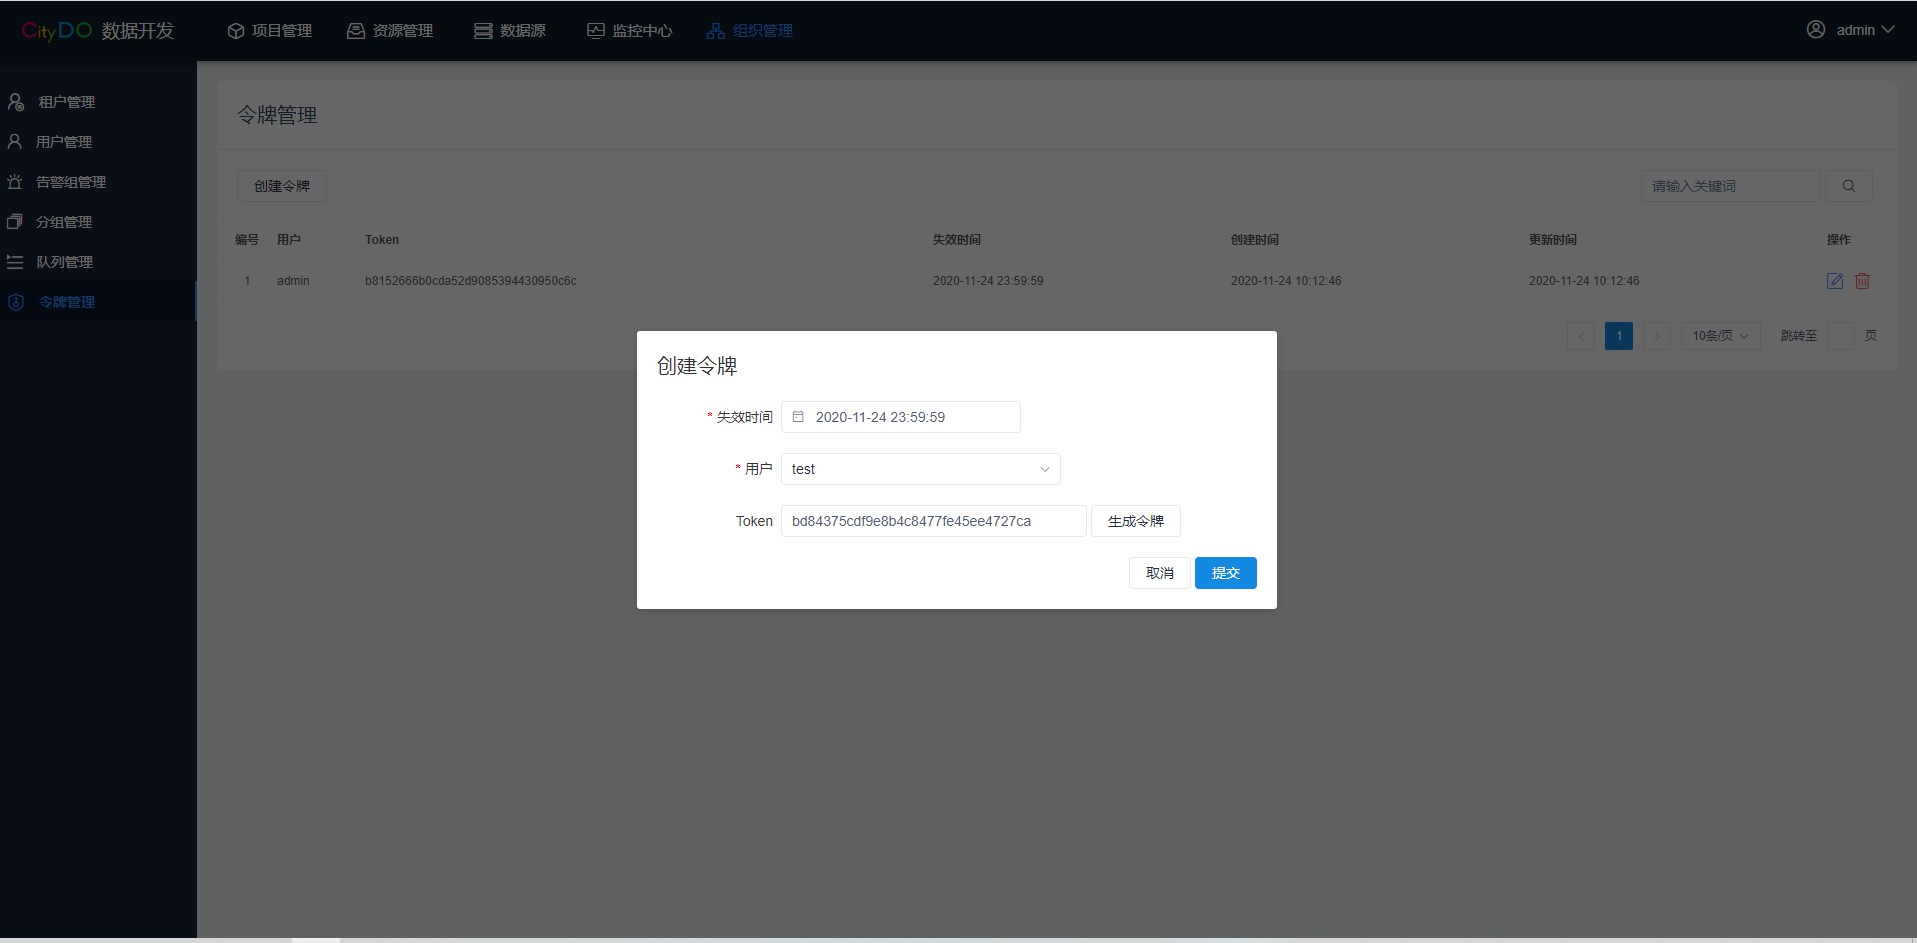 CityDO 数据开发 项目管理 资源管理 数据源 监控中心 组织管理 admin
租户管理
用户管理
告警组管理
分组管理
队列管理
令牌管理
令牌管理
创建令牌 请输入关键词
编号 用户 Token 失效时间 创建时间 更新时间 操作
1 admin b8152666b0cda52d9085394430950c6c 2020-11-24 23:59:59 2020-11-24 10:12:46 2020-11-24 10:12:46
1 10条/页 跳转至 页
创建令牌
* 失效时间 2020-11-24 23:59:59
* 用户 test
Token bd84375cdf9e8b4c8477fe45ee4727ca 生成令牌
取消 提交